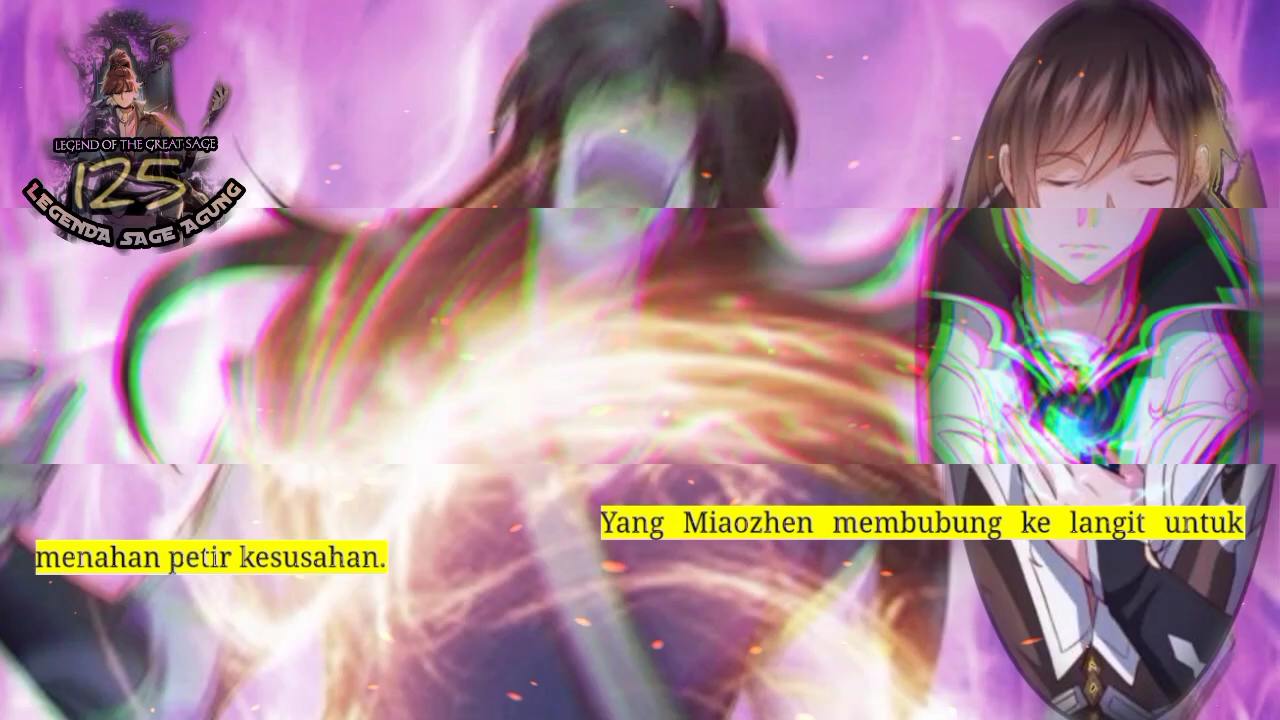 LEGEND OF THE GREAT SAGE
125
LEGENDA SAGE AGUNG
Yang Miaozhen membubung ke langit untuk
menahan petir kesusahan.